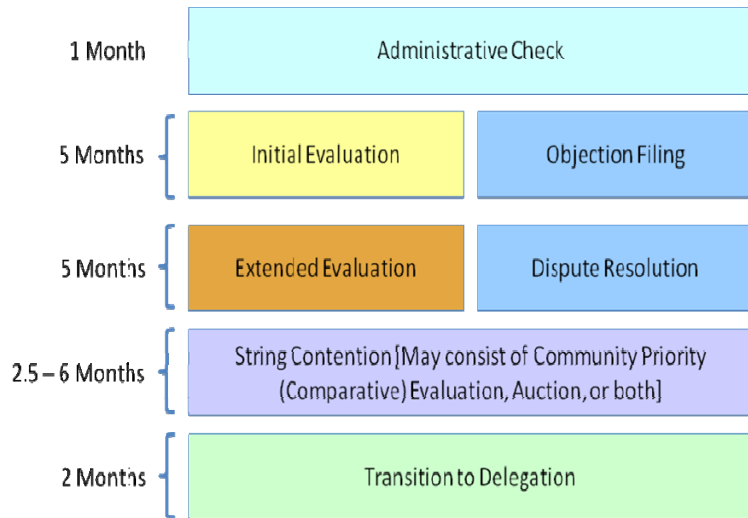 1 Month
Administrative Check
5 Months
Initial Evaluation
Objection Filing
5 Months
Extended Evaluation
Dispute Resolution
2.5 – 6 Months
String Contention [May consist of Community Priority
(Comparative) Evaluation, Auction, or both]
2 Months
Transition to Delegation